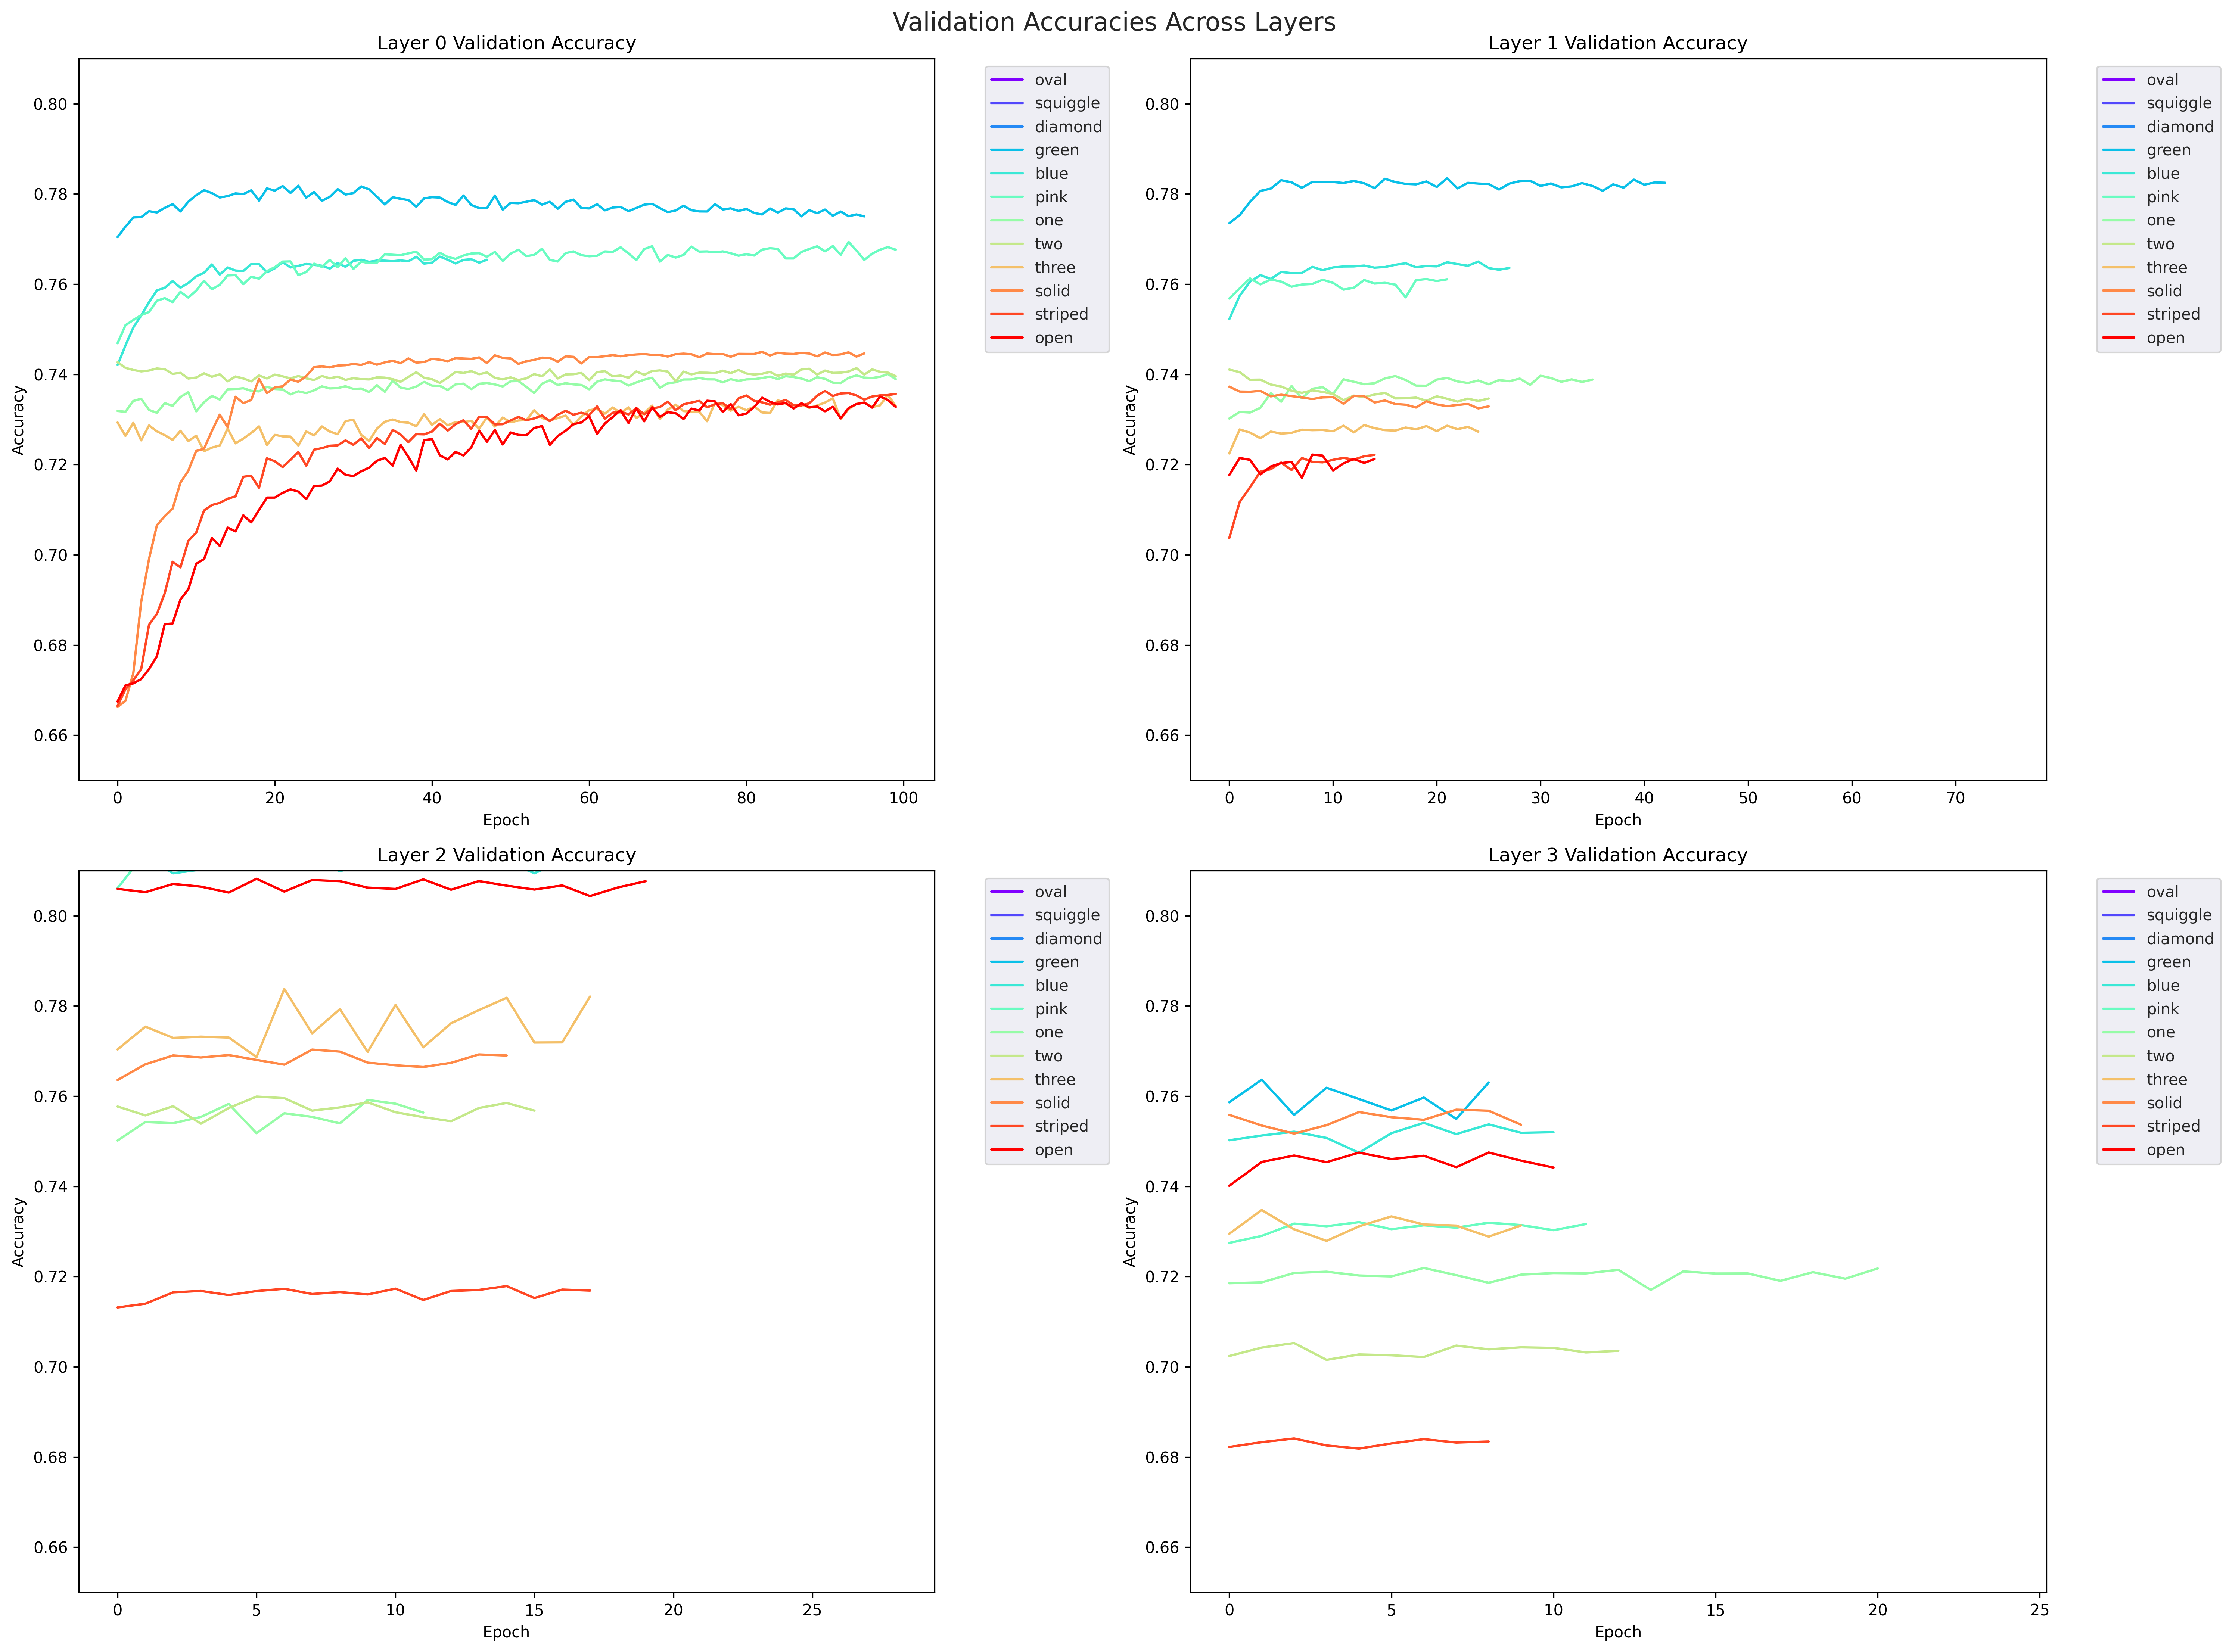 Validation Accuracies Across Layers
Layer 0 Validation Accuracy
Accuracy
0.80
0.78
0.76
0.74
0.72
0.70
0.68
0.66
0
20
40
60
80
100
Epoch
oval
squiggle
diamond
green
blue
pink
one
two
three
solid
striped
open
Layer 1 Validation Accuracy
Accuracy
0.80
0.78
0.76
0.74
0.72
0.70
0.68
0.66
0
10
20
30
40
50
60
70
Epoch
oval
squiggle
diamond
green
blue
pink
one
two
three
solid
striped
open
Layer 2 Validation Accuracy
Accuracy
0.80
0.78
0.76
0.74
0.72
0.70
0.68
0.66
0
5
10
15
20
25
Epoch
oval
squiggle
diamond
green
blue
pink
one
two
three
solid
striped
open
Layer 3 Validation Accuracy
Accuracy
0.80
0.78
0.76
0.74
0.72
0.70
0.68
0.66
0
5
10
15
20
25
Epoch
oval
squiggle
diamond
green
blue
pink
one
two
three
solid
striped
open